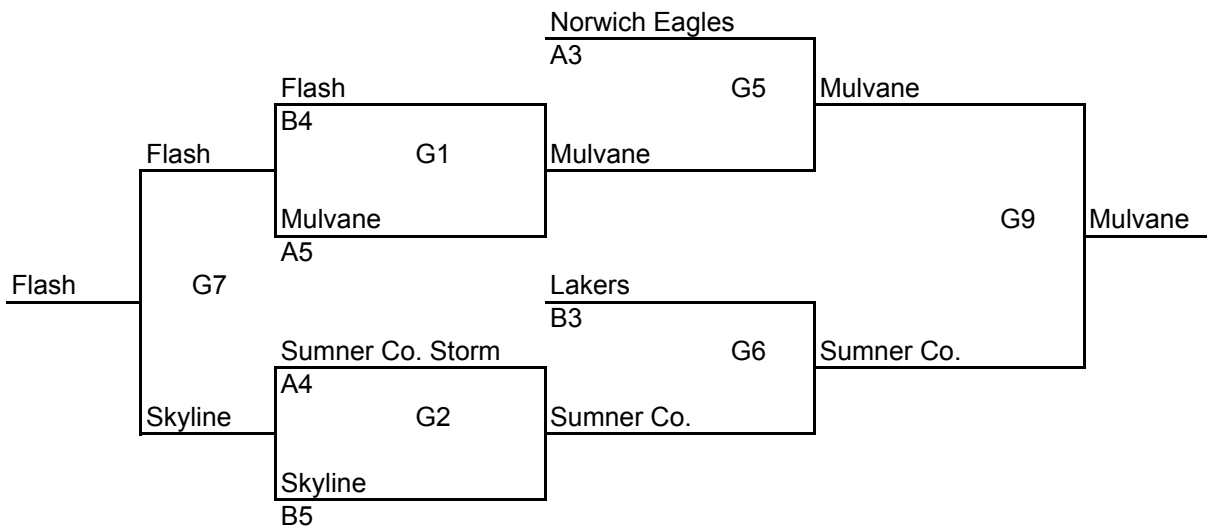 Norwich Eagles
A3
Flash
G5
Mulvane
B4
Flash
G1
Mulvane
Mulvane
G9
Mulvane
A5
Flash
G7
Lakers
B3
Sumner Co. Storm
G6
Sumner Co.
A4
Skyline
G2
Sumner Co.
Skyline
B5